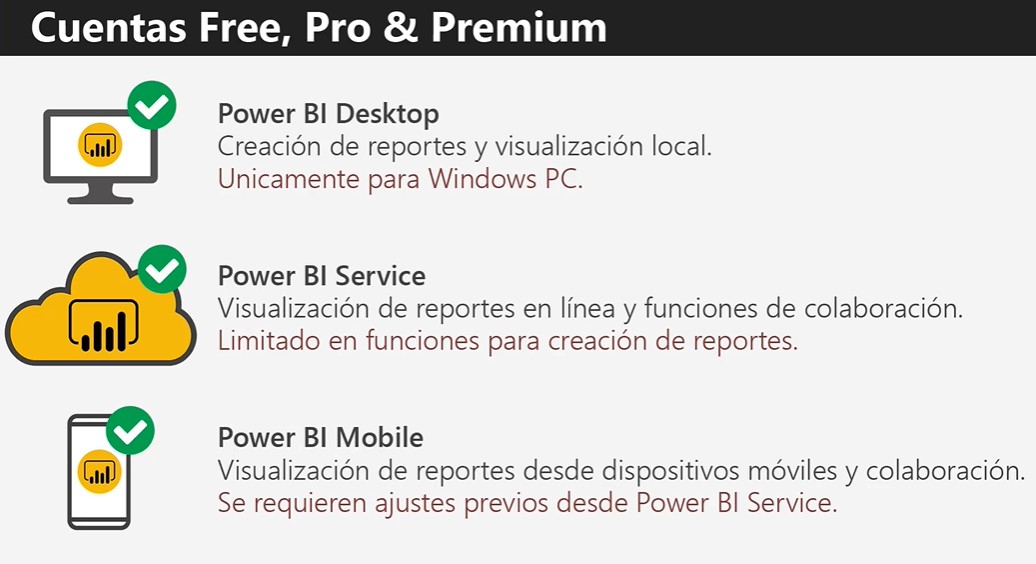 Cuentas Free, Pro & Premium
Power BI Desktop
Creación de reportes y visualización local.
Unicamente para Windows PC.
Power BI Service
Visualización de reportes en línea y funciones de colaboración.
Limitado en funciones para creación de reportes.
Power BI Mobile
Visualización de reportes desde dispositivos móviles y colaboración.
Se requieren ajustes previos desde Power BI Service.